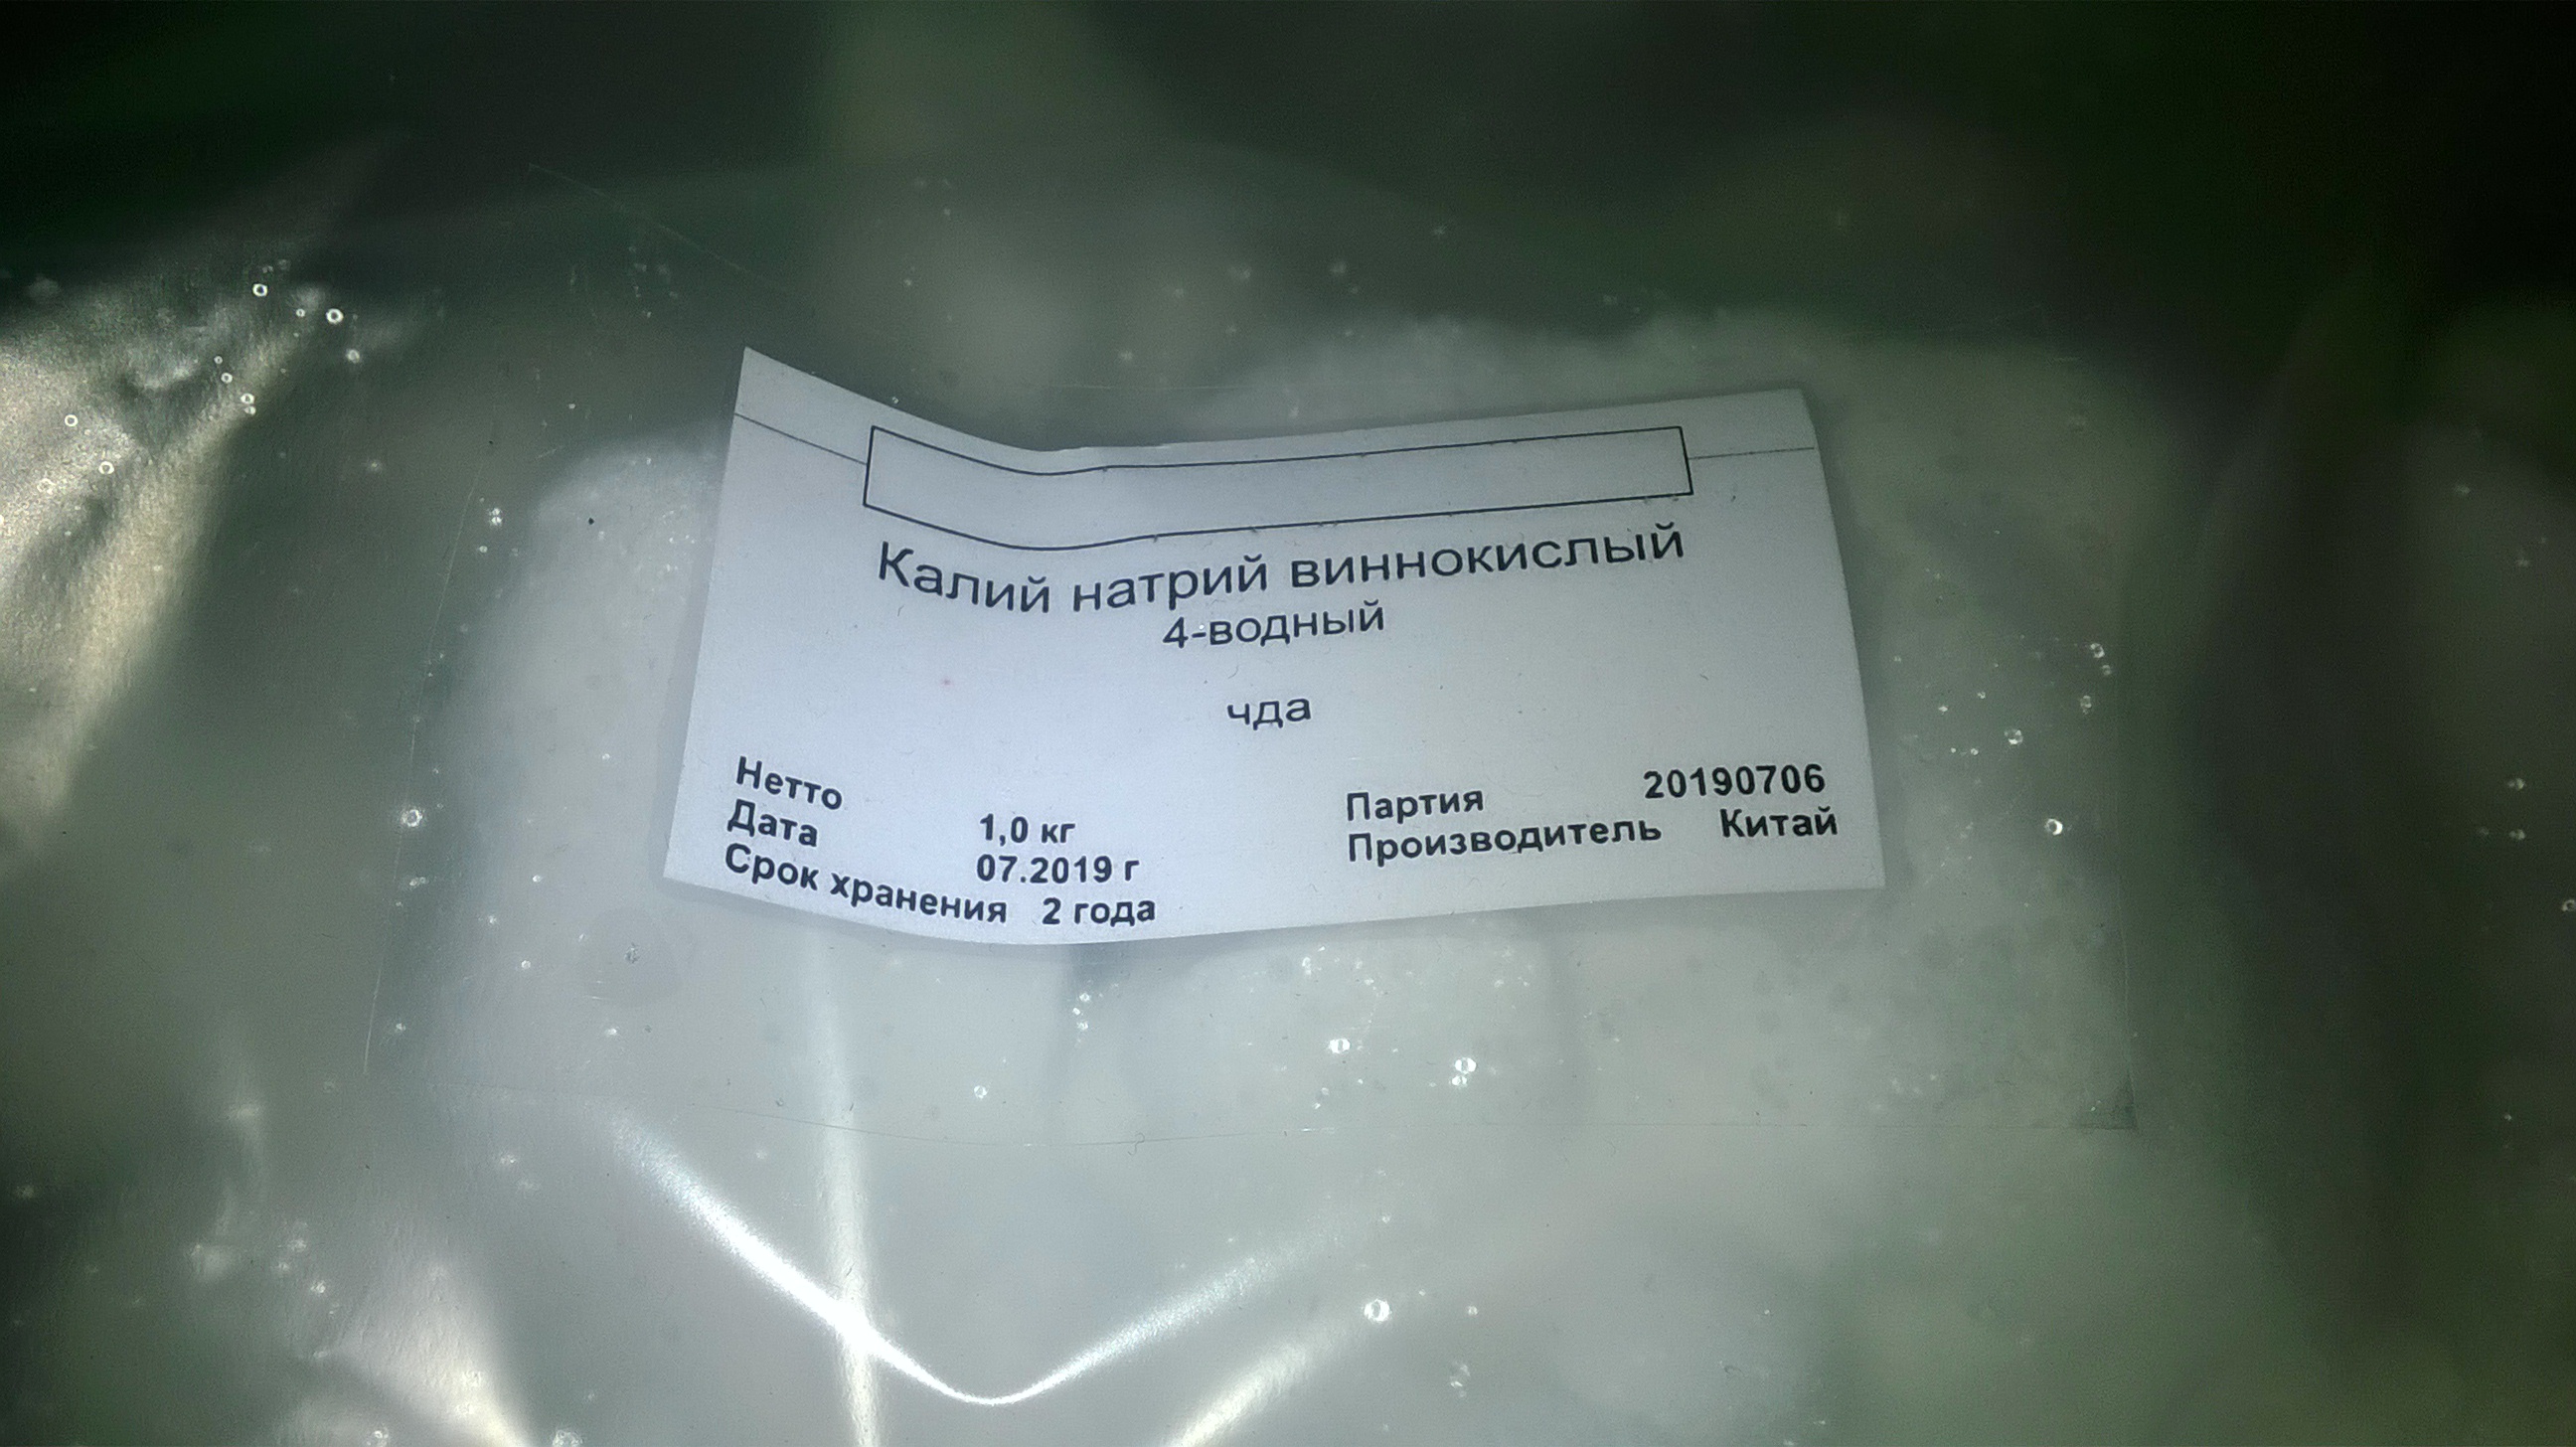 Калий натрий виннокислый
4-водный
чда
Нетто 1,0 кг
Дата 07.2019 г
Срок хранения 2 года
Партия 20190706
Производитель Китай